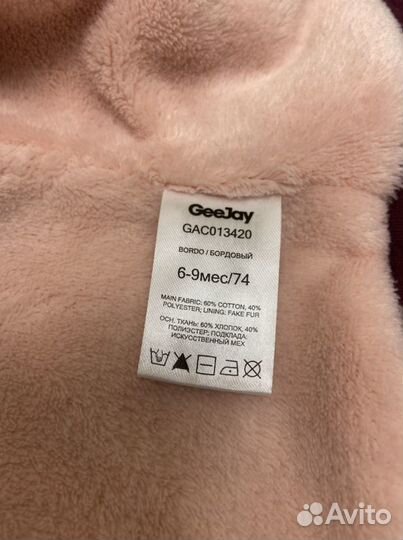 GeeJay
GAC013420
BORDO / БОРДОВЫЙ
6-9мес/74
MAIN FABRIC: 60% COTTON, 40%
POLYESTER; LINING: FAKE FUR
ОСН. ТКАНЬ: 60% ХЛОПОК, 40%
ПОЛИЭСТЕР; ПОДКЛАДА:
ИСКУССТВЕННЫЙ МЕХ
Avito